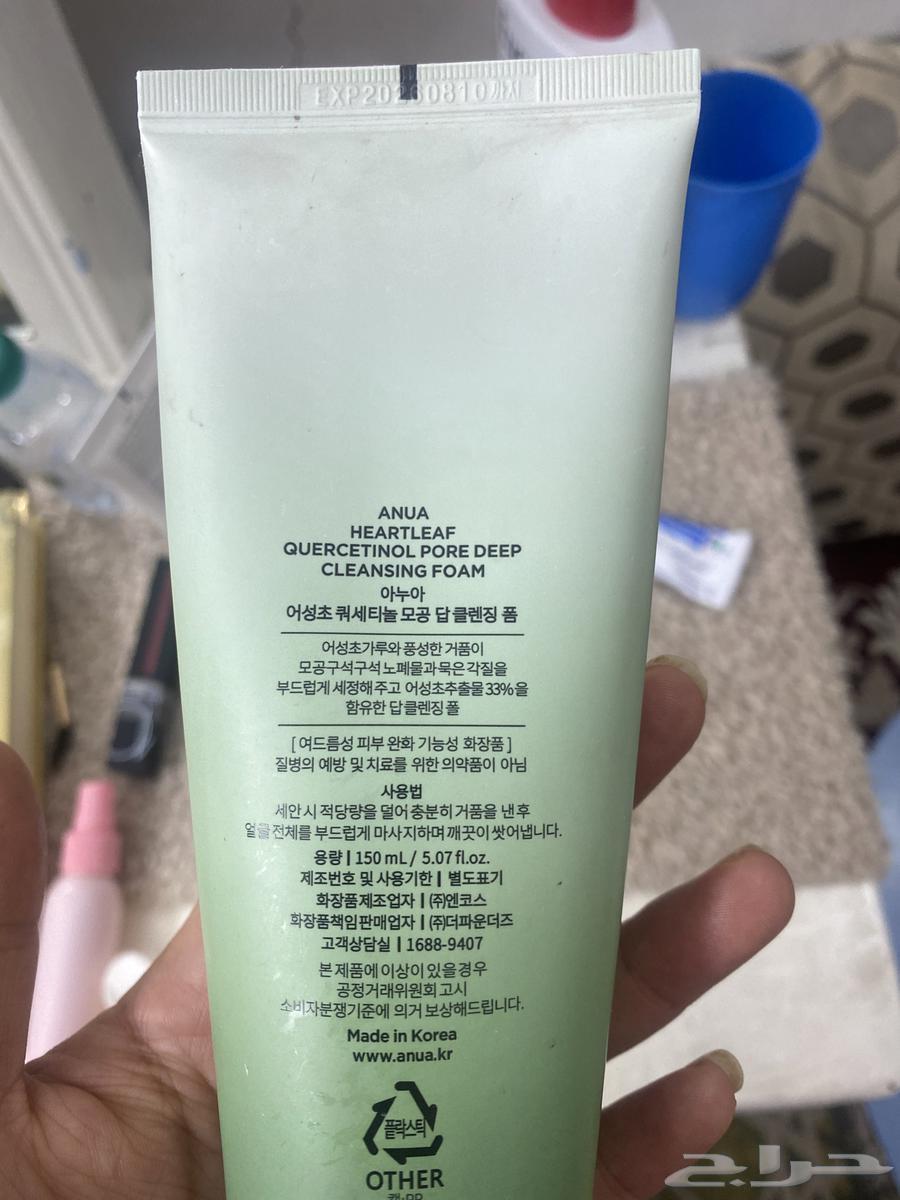 EXP20260810까지
ANUA
HEARTLEAF
QUERCETINOL PORE DEEP
CLEANSING FOAM
아누아
어성초 쿼세티놀 모공 답 클렌징 폼
어성초가루와 풍성한 거품이
모공구석구석 노폐물과 묵은 각질을
부드럽게 세정해 주고 어성초추출물 33%을
함유한 답 클렌징 폴
[ 여드름성 피부 완화 기능성 화장품 ]
질병의 예방 및 치료를 위한 의약품이 아님
사용법
세안 시 적당량을 덜어 충분히 거품을 낸 후
얼굴 전체를 부드럽게 마사지하며 깨끗이 씻어냅니다.
용량 | 150 mL / 5.07 fl.oz.
제조번호 및 사용기한 | 별도표기
화장품제조업자 | (주)엔코스
화장품책임판매업자 | (주)더파운더즈
고객상담실 | 1688-9407
본 제품에 이상이 있을 경우
공정거래위원회 고시
소비자분쟁기준에 의거 보상해드립니다.
Made in Korea
www.anua.kr
플라스틱
OTHER
캡:PP
حراج